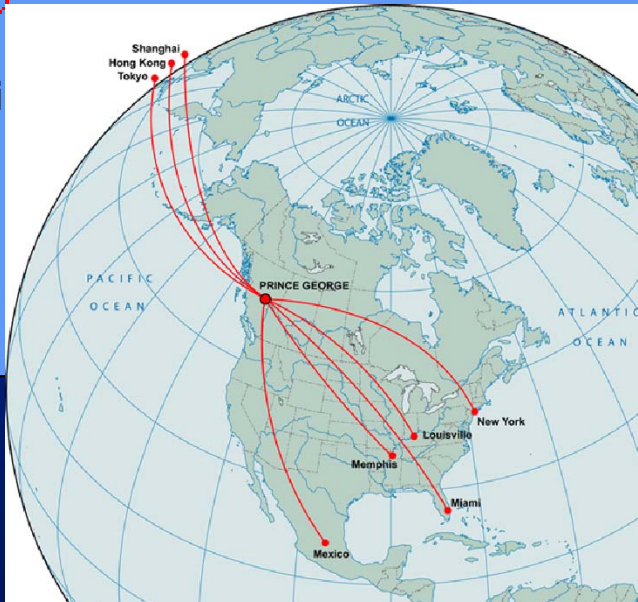 Shanghai
Hong Kong
Tokyo
ARCTIC
OCEAN
PACIFIC
OCEAN
PRINCE GEORGE
ATLANTIC
OCEAN
New York
Louisville
Memphis
Miami
Mexico